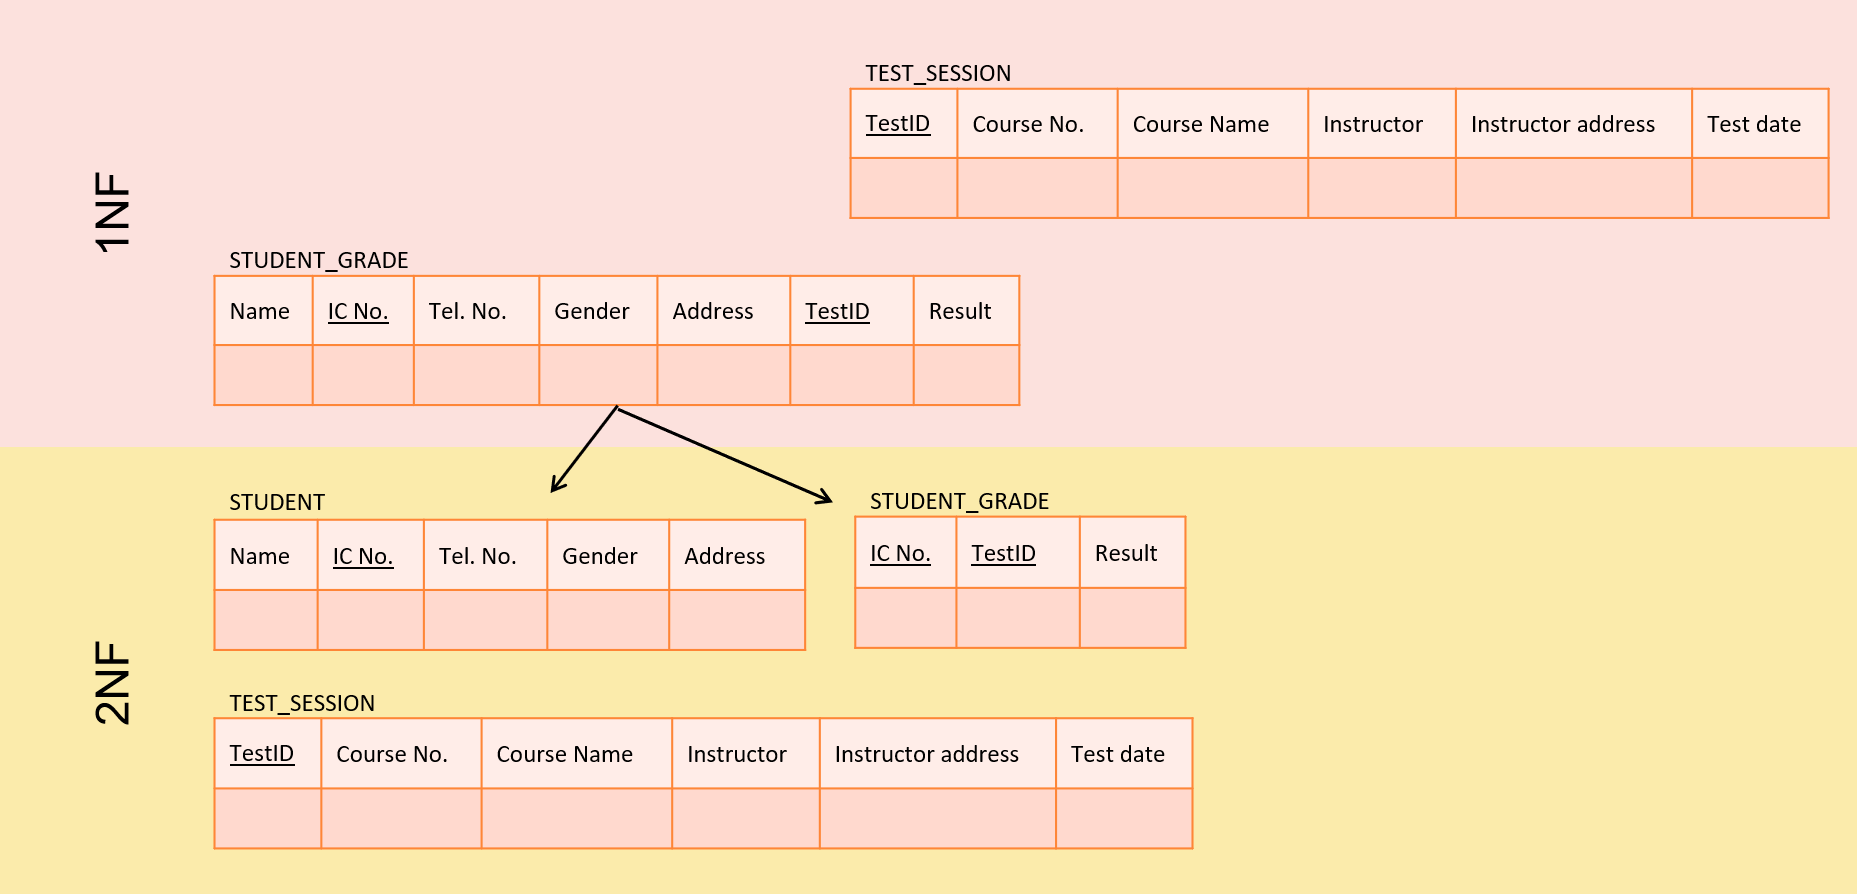 1NF
TEST_SESSION
TestID Course No. Course Name Instructor Instructor address Test date
STUDENT_GRADE
Name IC No. Tel. No. Gender Address TestID Result
2NF
STUDENT
Name IC No. Tel. No. Gender Address
STUDENT_GRADE
IC No. TestID Result
TEST_SESSION
TestID Course No. Course Name Instructor Instructor address Test date